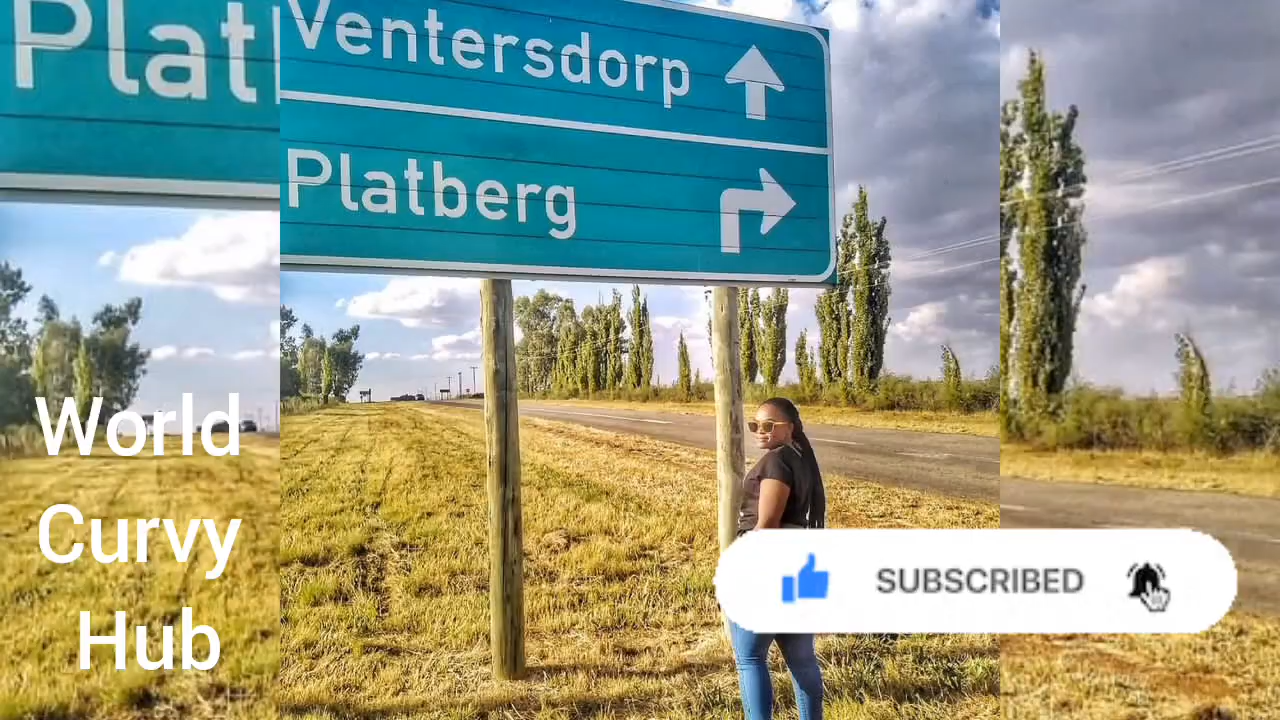 Plat
Ventersdorp
Platberg
World
Curvy
Hub
SUBSCRIBED